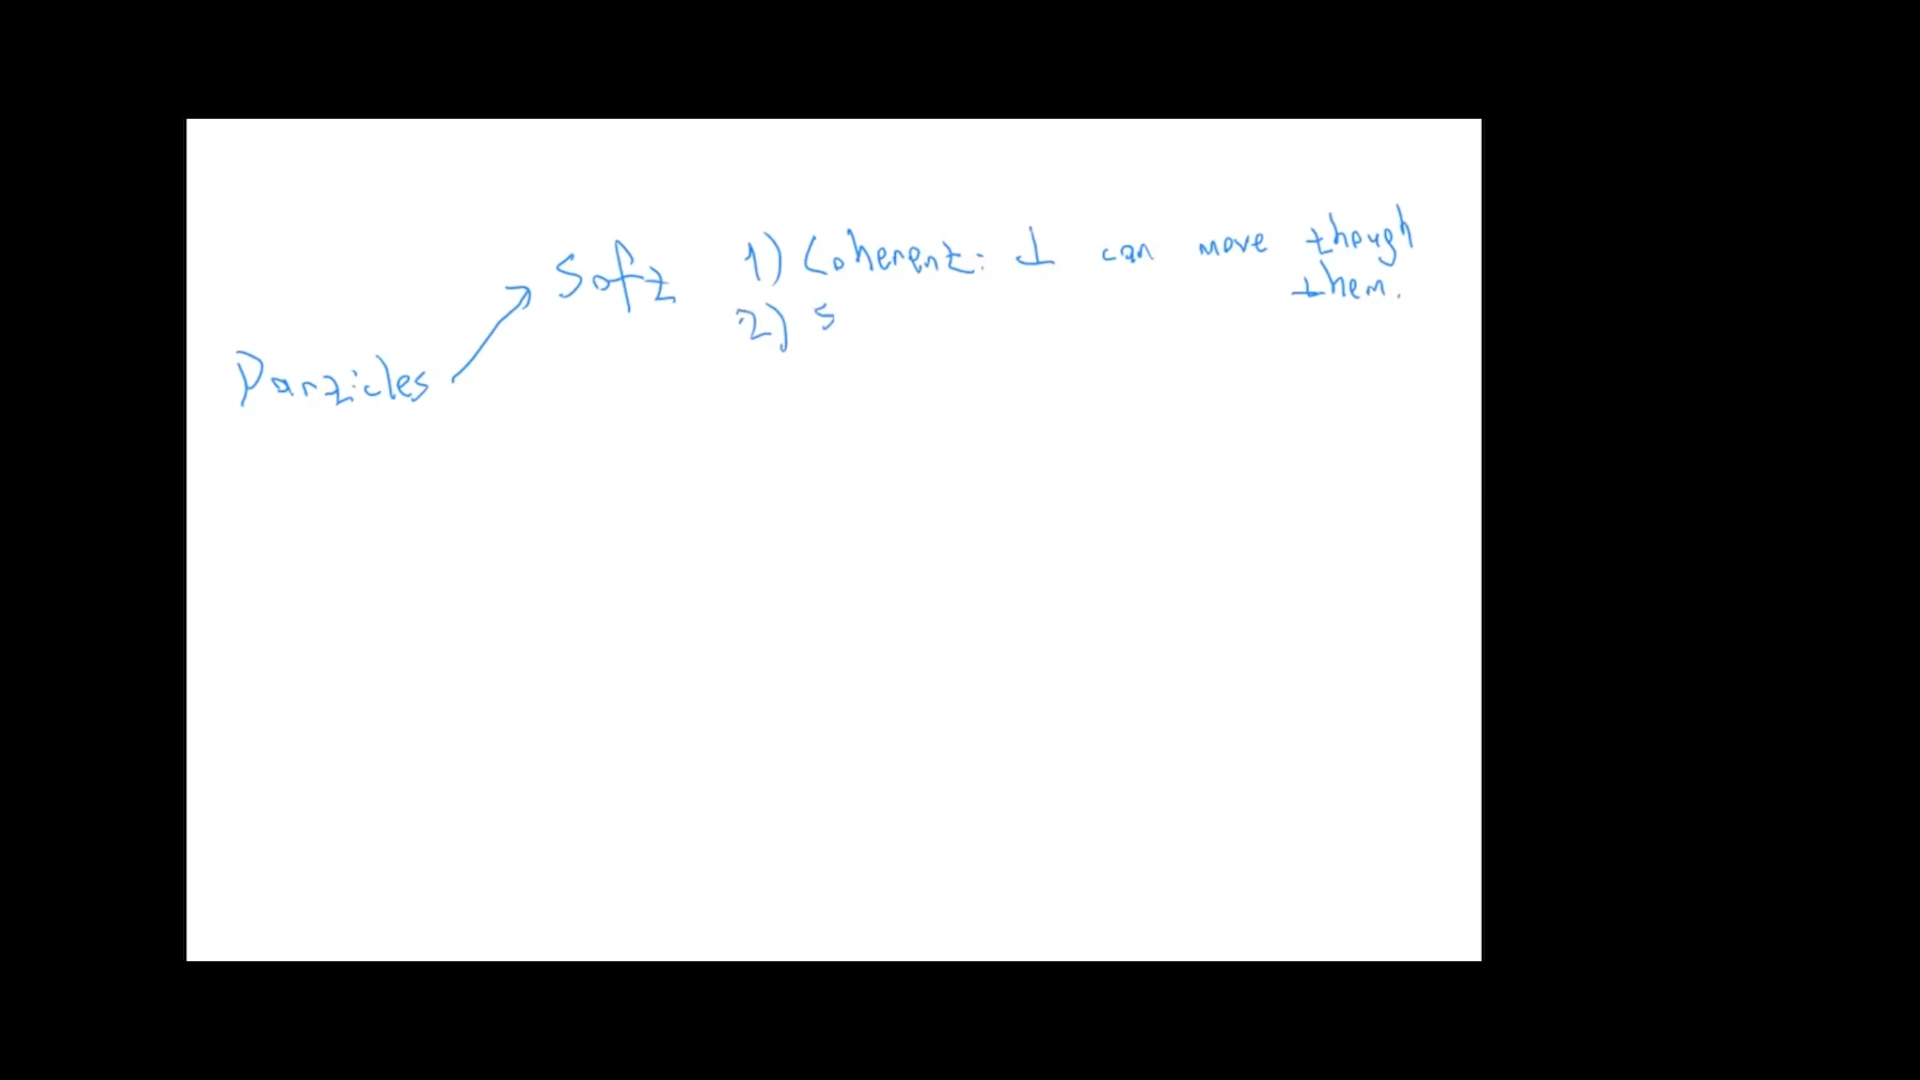 Soft 1) Coherent: ⊥ can move though
them.
2) s
Particles